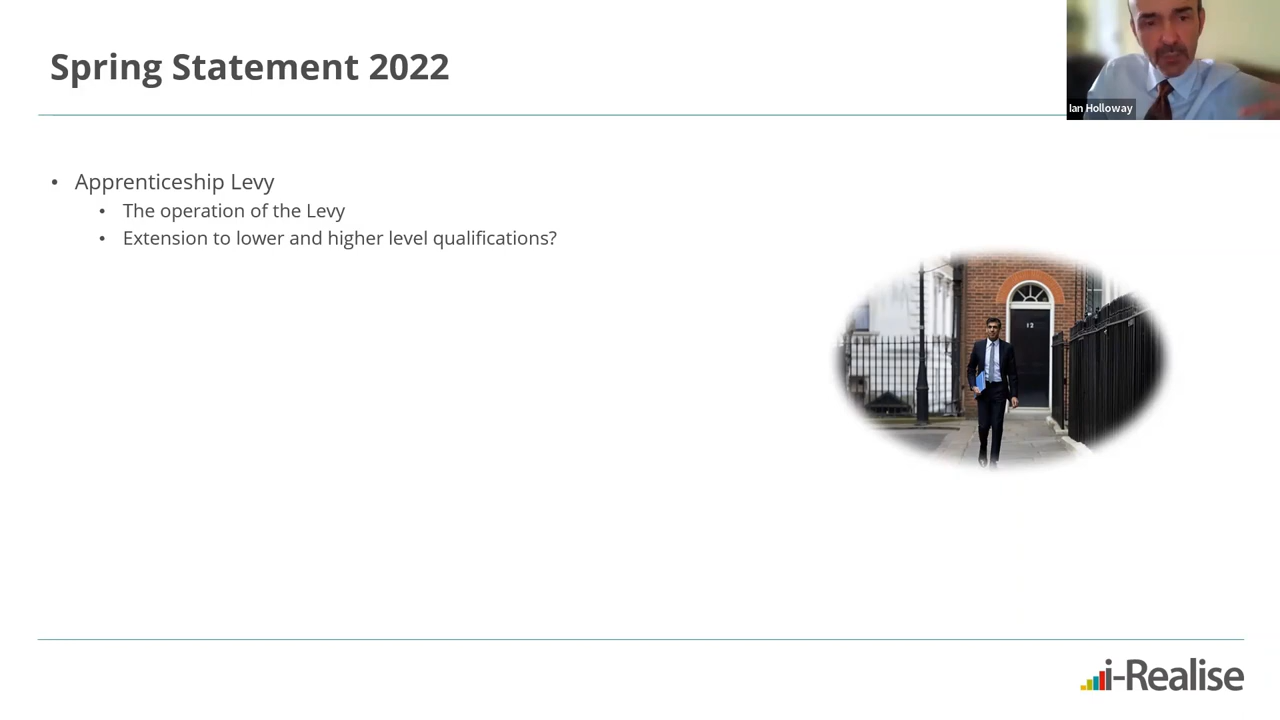 Spring Statement 2022
Ian Holloway
• Apprenticeship Levy
• The operation of the Levy
• Extension to lower and higher level qualifications?
12
i-Realise